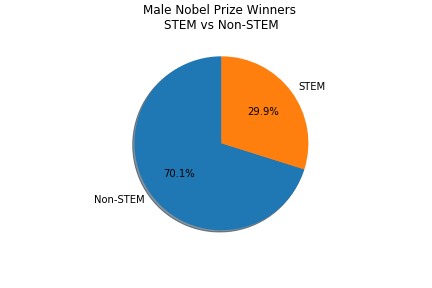 Male Nobel Prize Winners
STEM vs Non-STEM
STEM
29.9%
70.1%
Non-STEM